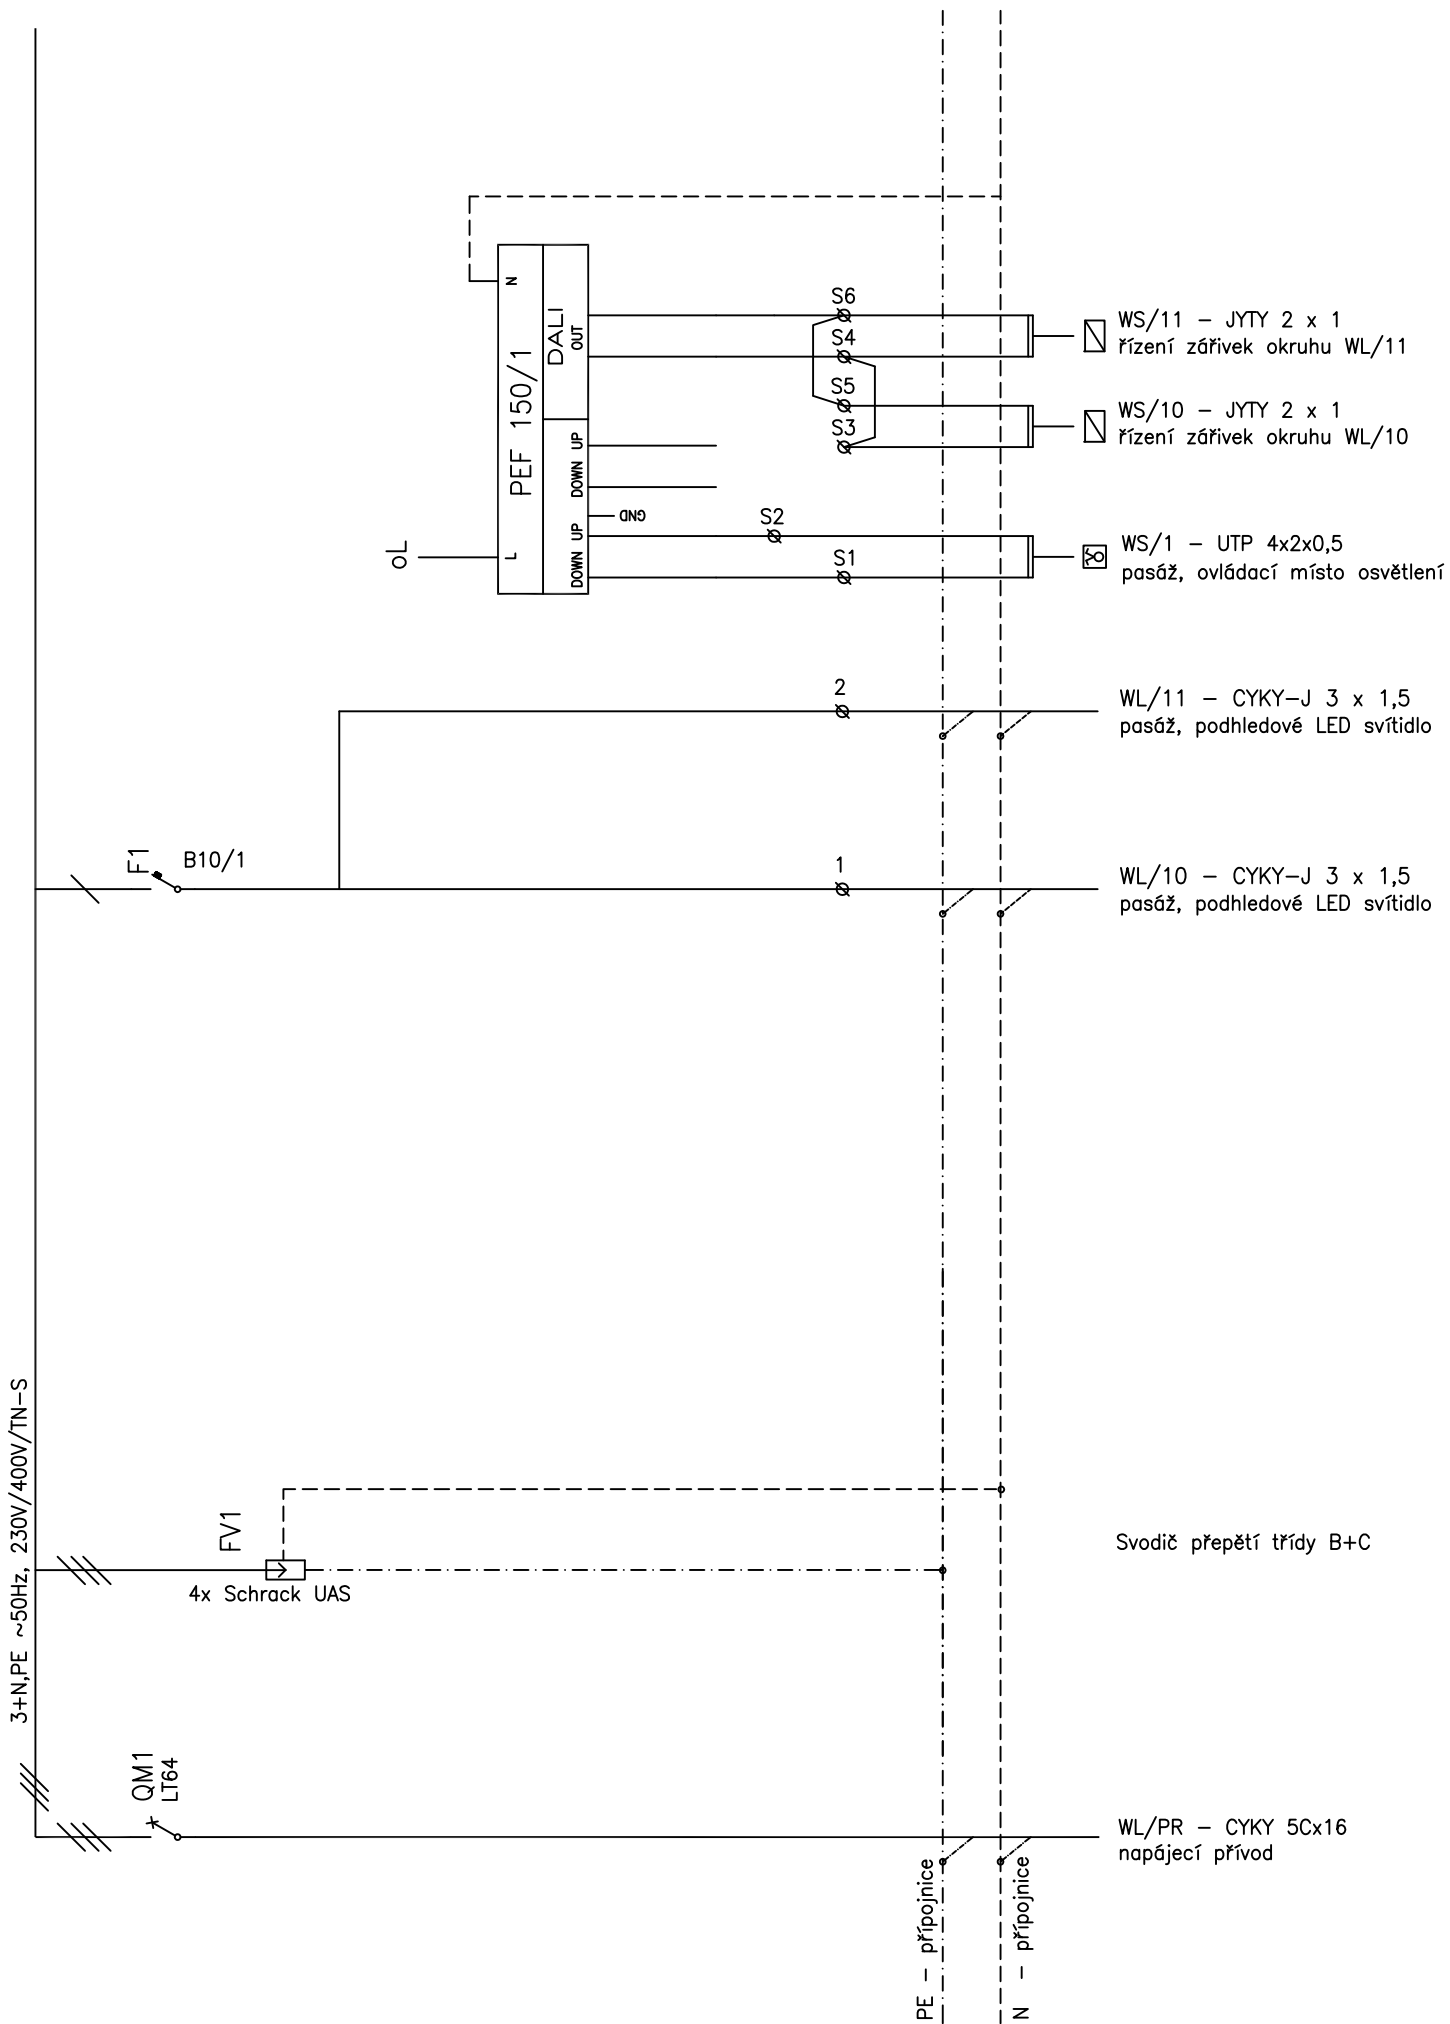 N
L
PEF 150/1
DALI
OUT
DOWN UP
DOWN UP
GND
oL
S6
S4
S5
S3
S2
S1
WS/11 – JYTY 2 x 1
řízení zářivek okruhu WL/11
WS/10 – JYTY 2 x 1
řízení zářivek okruhu WL/10
WS/1 – UTP 4x2x0,5
pasáž, ovládací místo osvětlení
2
WL/11 – CYKY–J 3 x 1,5
pasáž, podhledové LED svítidlo
F1
B10/1
1
WL/10 – CYKY–J 3 x 1,5
pasáž, podhledové LED svítidlo
3+N,PE ~50Hz, 230V/400V/TN–S
FV1
4x Schrack UAS
Svodič přepětí třídy B+C
QM1
LT64
WL/PR – CYKY 5Cx16
napájecí přívod
PE – přípojnice
N – přípojnice